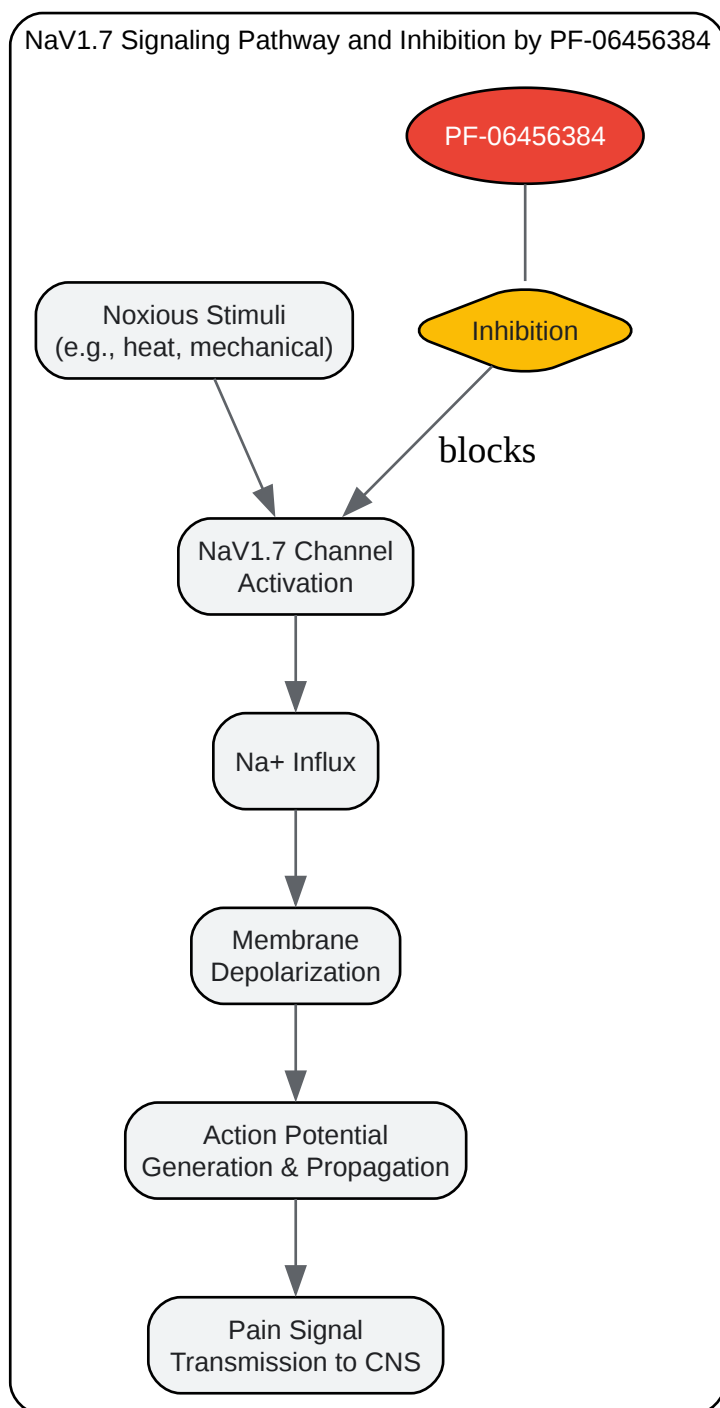 NaV1.7 Signaling Pathway and Inhibition by PF-06456384
PF-06456384
Noxious Stimuli
(e.g., heat, mechanical)
Inhibition
blocks
NaV1.7 Channel
Activation
Na+ Influx
Membrane
Depolarization
Action Potential
Generation & Propagation
Pain Signal
Transmission to CNS